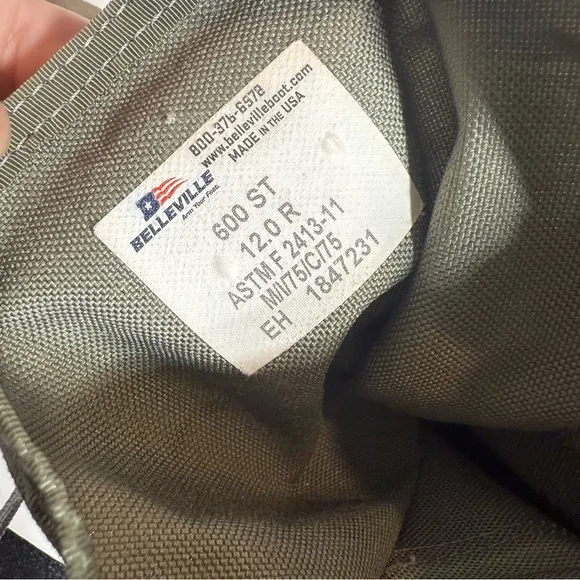 BELLEVILLE
Arm Your Feet.
800-376-6978
www.bellevilleboot.com
MADE IN THE USA
600 ST
12.0 R
ASTM F 2413-11
M/I/75/C/75
EH 1847231